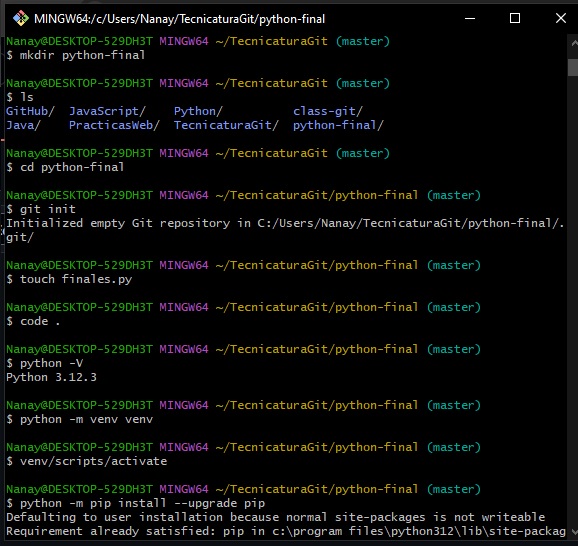 MINGW64:/c/Users/Nanay/TecnicaturaGit/python-final
Nanay@DESKTOP-529DH3T MINGW64 ~/TecnicaturaGit (master)
$ mkdir python-final
Nanay@DESKTOP-529DH3T MINGW64 ~/TecnicaturaGit (master)
$ ls
GitHub/  JavaScript/    Python/          class-git/
Java/    PracticasWeb/  TecnicaturaGit/  python-final/
Nanay@DESKTOP-529DH3T MINGW64 ~/TecnicaturaGit (master)
$ cd python-final
Nanay@DESKTOP-529DH3T MINGW64 ~/TecnicaturaGit/python-final (master)
$ git init
Initialized empty Git repository in C:/Users/Nanay/TecnicaturaGit/python-final/.
git/
Nanay@DESKTOP-529DH3T MINGW64 ~/TecnicaturaGit/python-final (master)
$ touch finales.py
Nanay@DESKTOP-529DH3T MINGW64 ~/TecnicaturaGit/python-final (master)
$ code .
Nanay@DESKTOP-529DH3T MINGW64 ~/TecnicaturaGit/python-final (master)
$ python -V
Python 3.12.3
Nanay@DESKTOP-529DH3T MINGW64 ~/TecnicaturaGit/python-final (master)
$ python -m venv venv
Nanay@DESKTOP-529DH3T MINGW64 ~/TecnicaturaGit/python-final (master)
$ venv/scripts/activate
Nanay@DESKTOP-529DH3T MINGW64 ~/TecnicaturaGit/python-final (master)
$ python -m pip install --upgrade pip
Defaulting to user installation because normal site-packages is not writeable
Requirement already satisfied: pip in c:\program files\python312\lib\site-packag